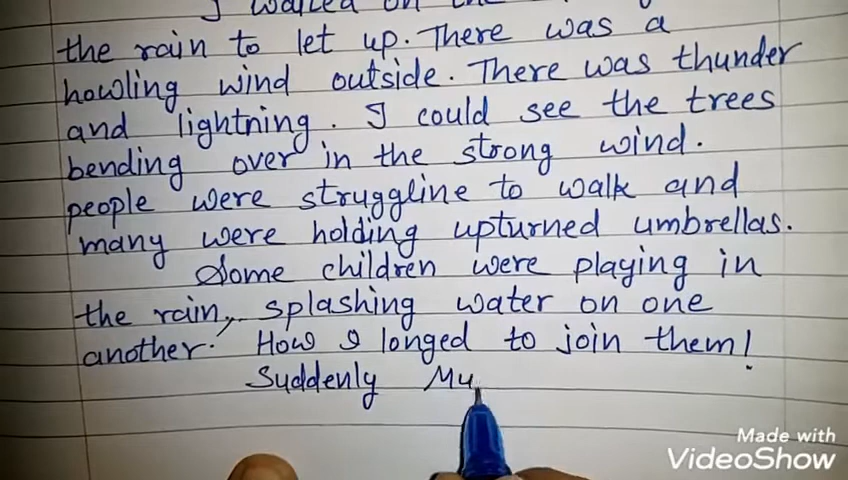 I waited on the
the rain to let up. There was a
howling wind outside. There was thunder
and lightning. I could see the trees
bending over in the strong wind.
people were struggline to walk and
many were holding upturned umbrellas.
Some children were playing in
the rain, splashing water on one
another. How I longed to join them!
Suddenly Mu
Made with
VideoShow